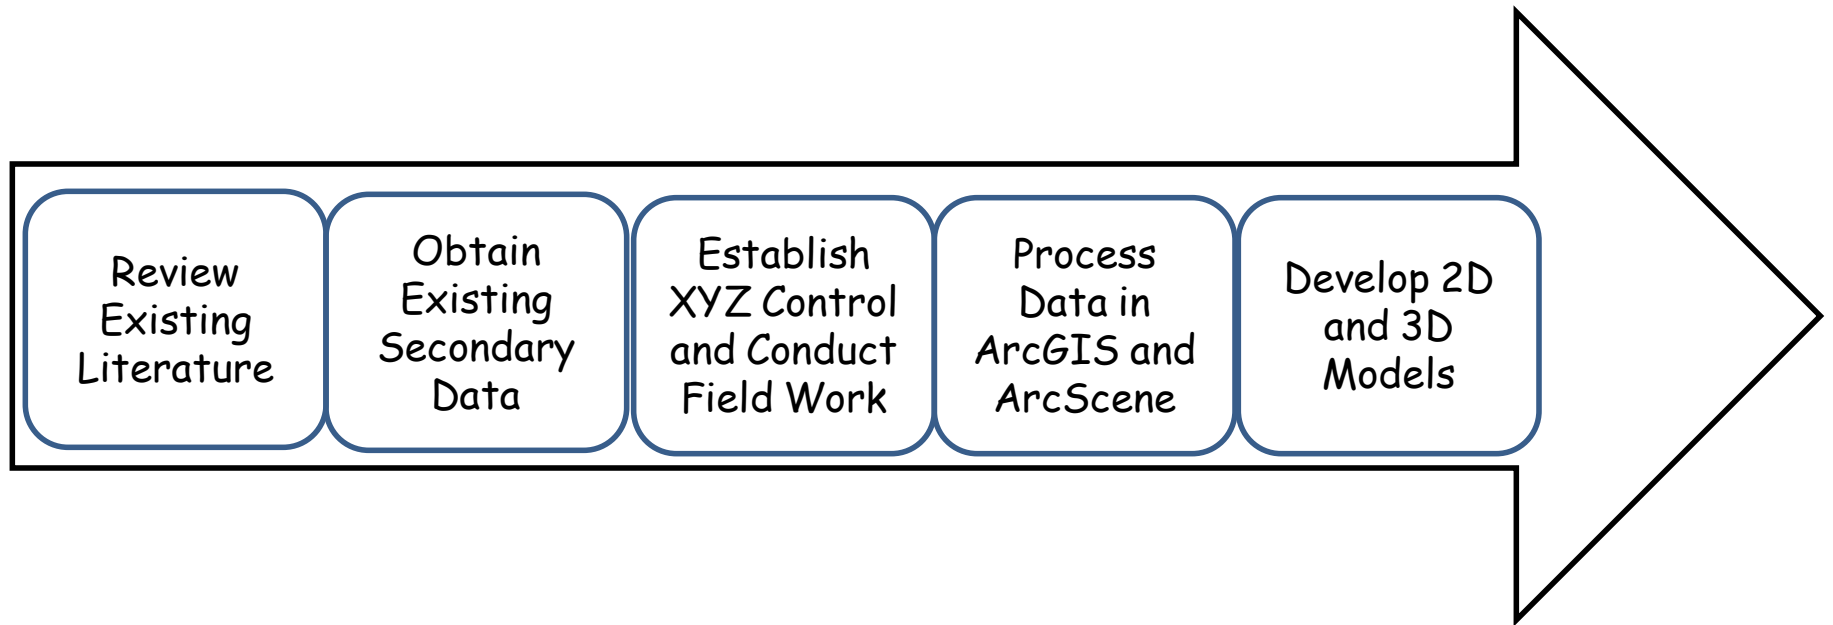 Review
Existing
Literature
Obtain
Existing
Secondary
Data
Establish
XYZ Control
and Conduct
Field Work
Process
Data in
ArcGIS and
ArcScene
Develop 2D
and 3D
Models